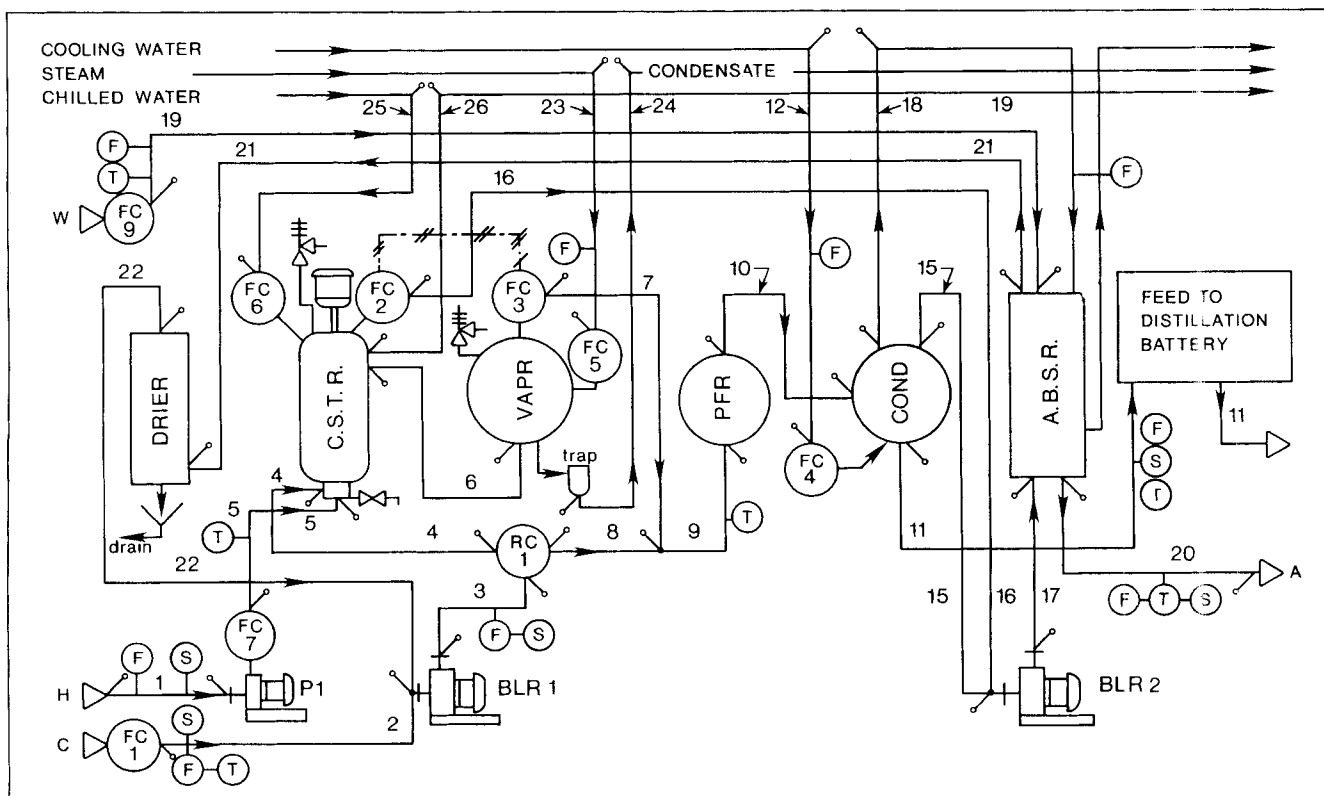 COOLING WATER
STEAM
CONDENSATE
CHILLED WATER
25
26
23
24
12
18
19
19
F
T
21
21
W
FC
9
16
F
F
F
22
10
15
7
FC
6
FC
2
FC
3
FC
5
FEED TO
DISTILLATION
BATTERY
DRIER
C.S.T.R.
VAPR
PFR
COND
A.B.S.R.
11
trap
FC
4
F
S
T
4
5
5
6
drain
T
T
4
RC
1
8
9
11
22
3
20
A
F
T
S
15
16
17
FC
7
F
S
F
S
H
1
P1
BLR 1
BLR 2
2
S
C
FC
1
F
T